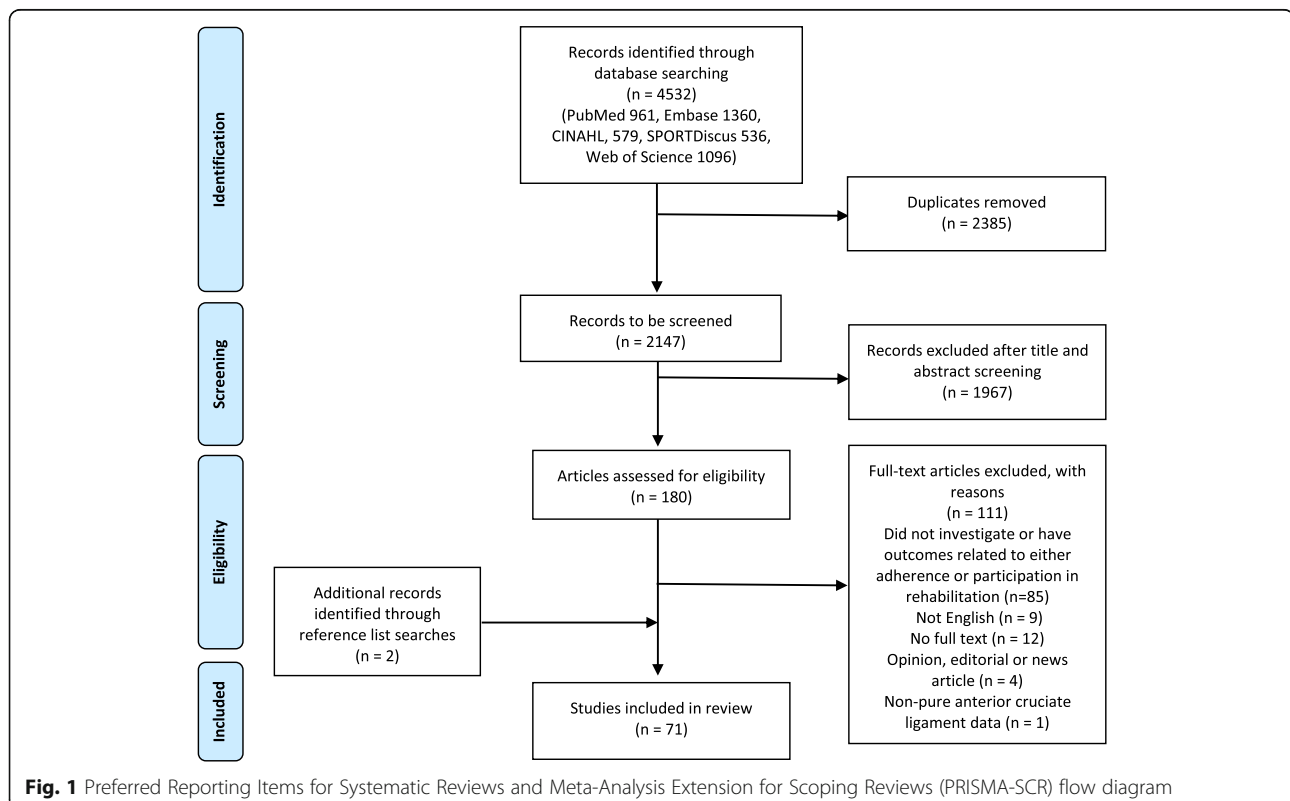 Identification
Records identified through
database searching
(n = 4532)
(PubMed 961, Embase 1360,
CINAHL, 579, SPORTDiscus 536,
Web of Science 1096)
Duplicates removed
(n = 2385)
Screening
Records to be screened
(n = 2147)
Records excluded after title and
abstract screening
(n = 1967)
Eligibility
Articles assessed for eligibility
(n = 180)
Full-text articles excluded, with
reasons
(n = 111)
Did not investigate or have
outcomes related to either
adherence or participation in
rehabilitation (n=85)
Not English (n = 9)
No full text (n = 12)
Opinion, editorial or news
article (n = 4)
Non-pure anterior cruciate
ligament data (n = 1)
Additional records
identified through
reference list searches
(n = 2)
Included
Studies included in review
(n = 71)
Fig. 1 Preferred Reporting Items for Systematic Reviews and Meta-Analysis Extension for Scoping Reviews (PRISMA-SCR) flow diagram